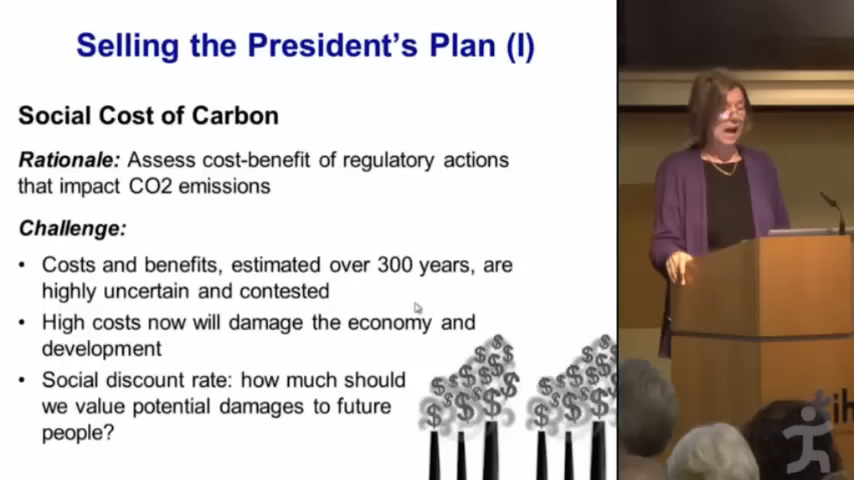 Selling the President's Plan (I)
Social Cost of Carbon
Rationale: Assess cost-benefit of regulatory actions
that impact CO2 emissions
Challenge:
• Costs and benefits, estimated over 300 years, are
highly uncertain and contested
• High costs now will damage the economy and
development
• Social discount rate: how much should
we value potential damages to future
people?
ih